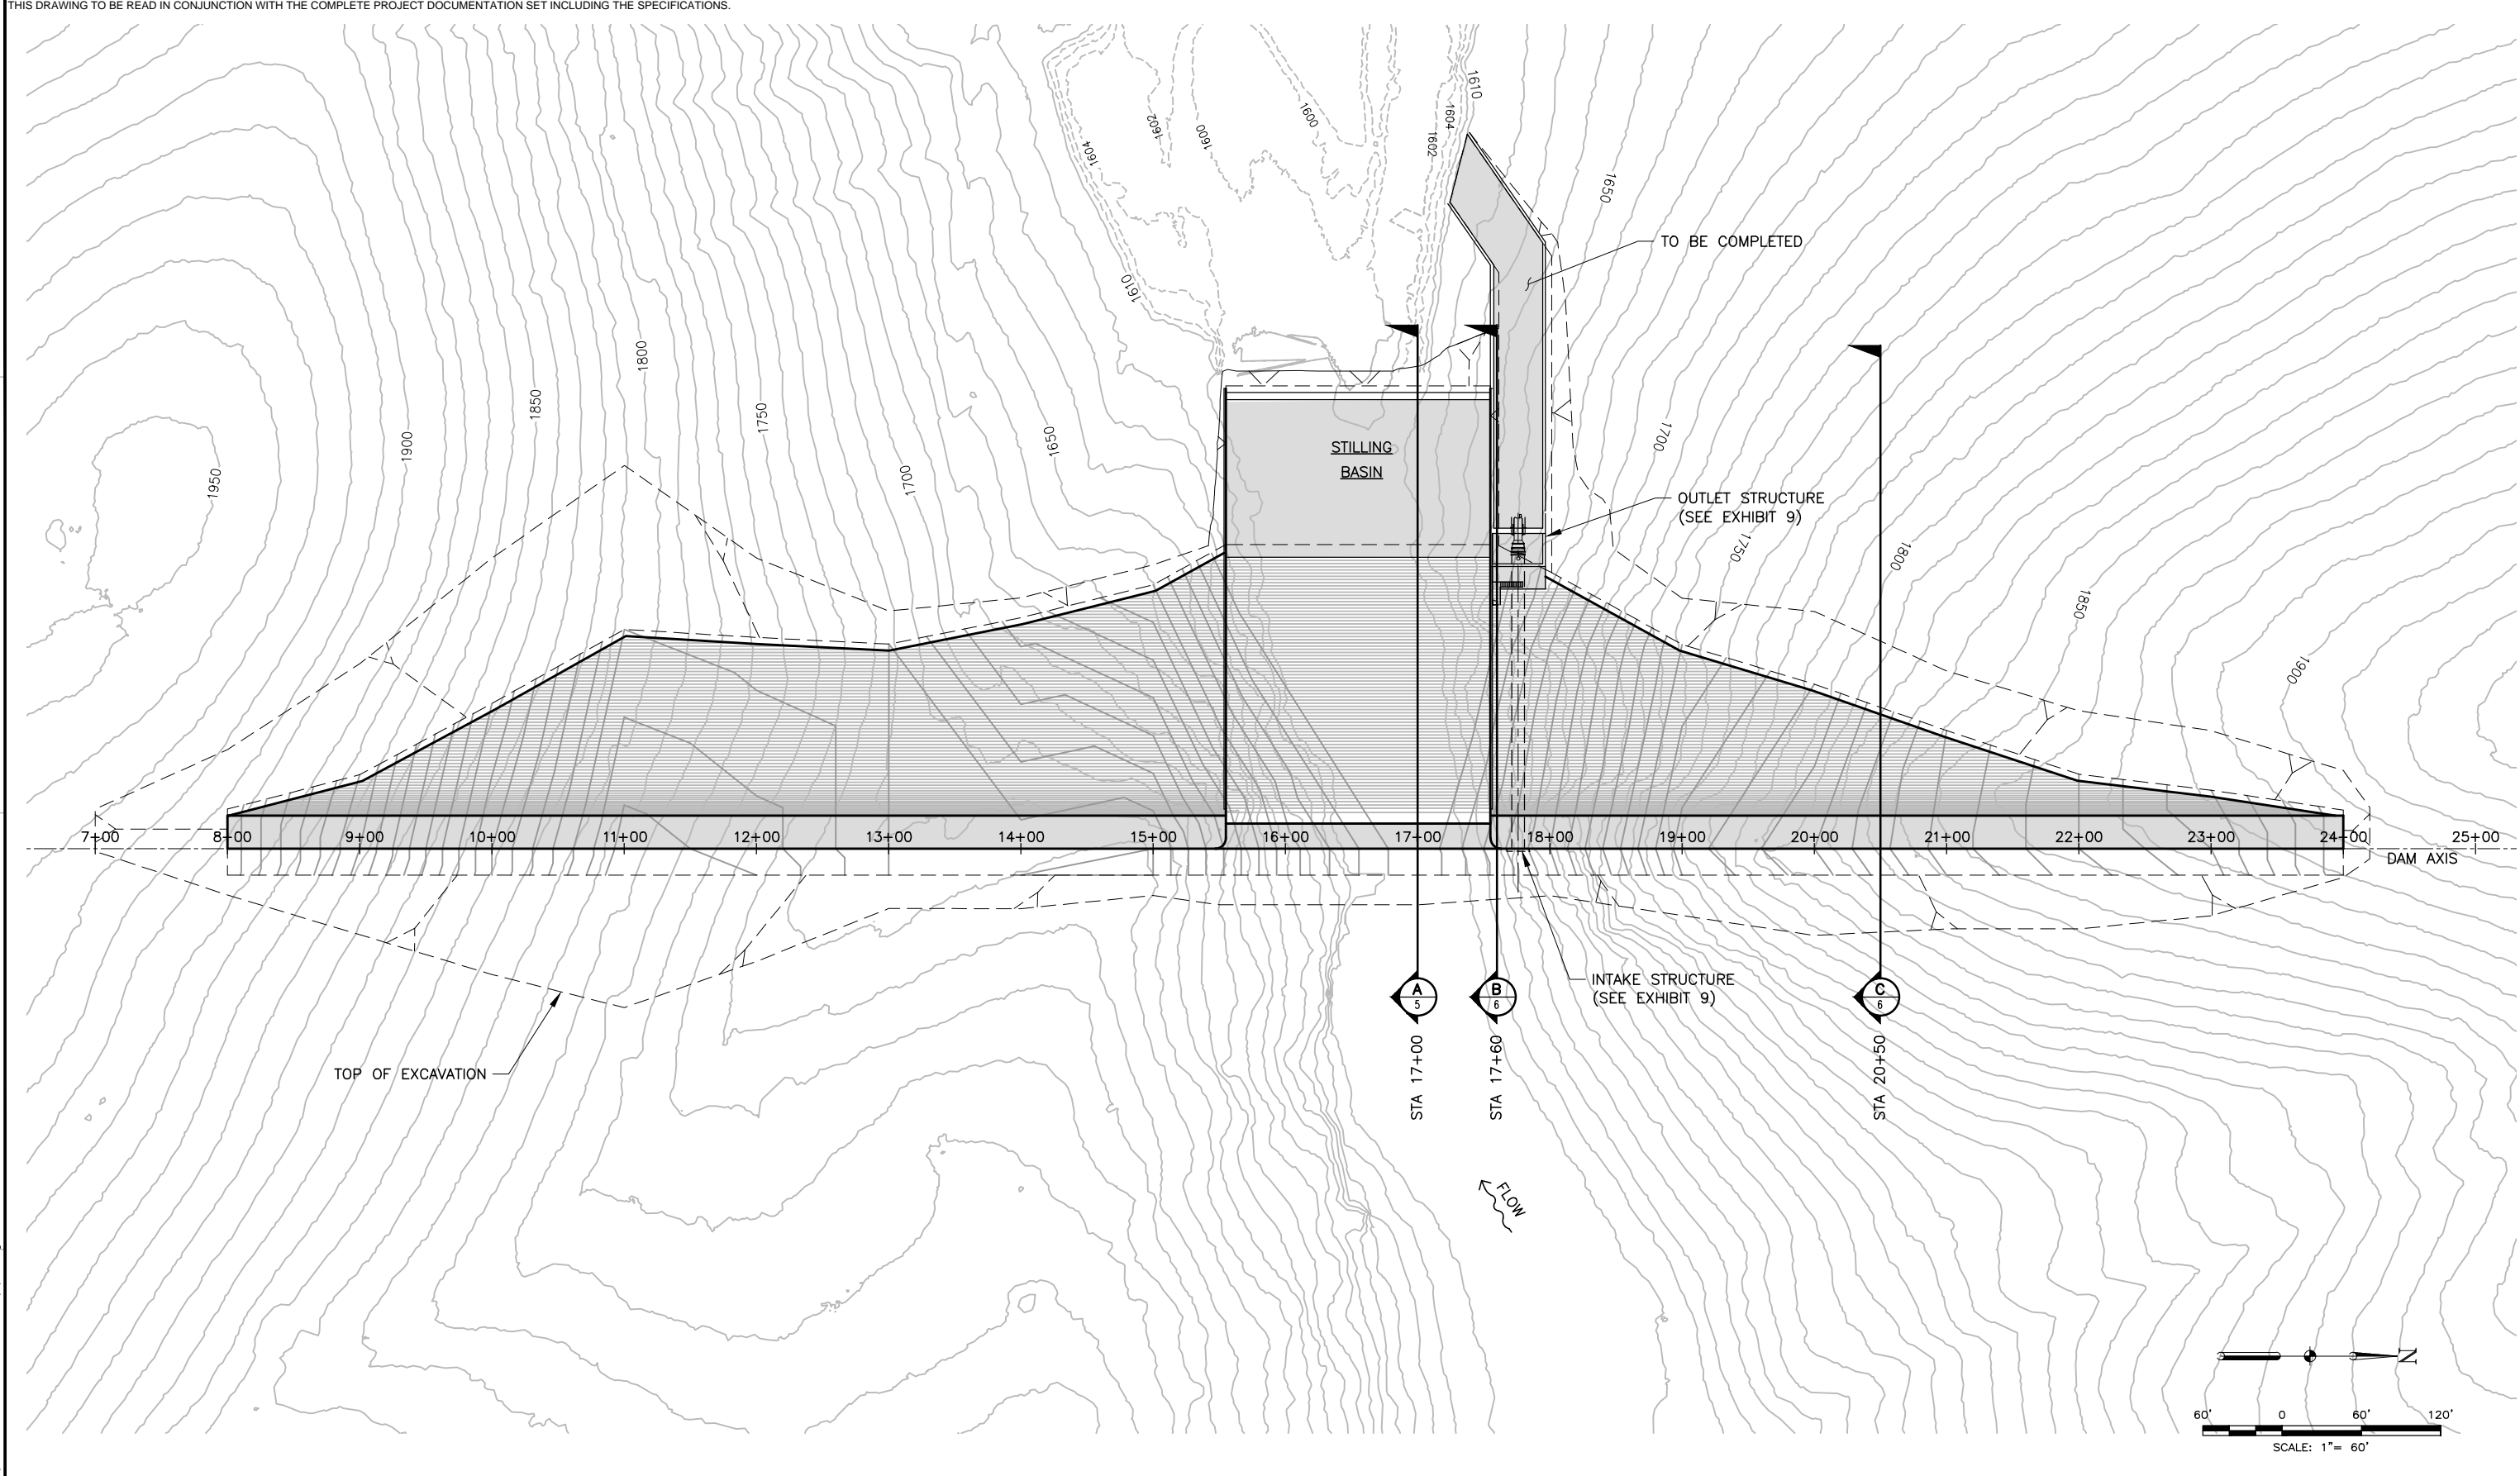 THIS DRAWING TO BE READ IN CONJUNCTION WITH THE COMPLETE PROJECT DOCUMENTATION SET INCLUDING THE SPECIFICATIONS.
1610
1604
1602
1602
1600
1600
1604
1610
1650
TO BE COMPLETED
1800
1850
1750
1900
1950
1700
1650
STILLING
BASIN
1700
OUTLET STRUCTURE
(SEE EXHIBIT 9)
1750
1800
1850
1900
7+00
8+00
9+00
10+00
11+00
12+00
13+00
14+00
15+00
16+00
17+00
18+00
19+00
20+00
21+00
22+00
23+00
24+00
25+00
DAM AXIS
A
5
B
6
C
6
INTAKE STRUCTURE
(SEE EXHIBIT 9)
STA 17+00
STA 17+60
STA 20+50
TOP OF EXCAVATION
FLOW
N
60'
0
60'
120'
SCALE: 1"= 60'